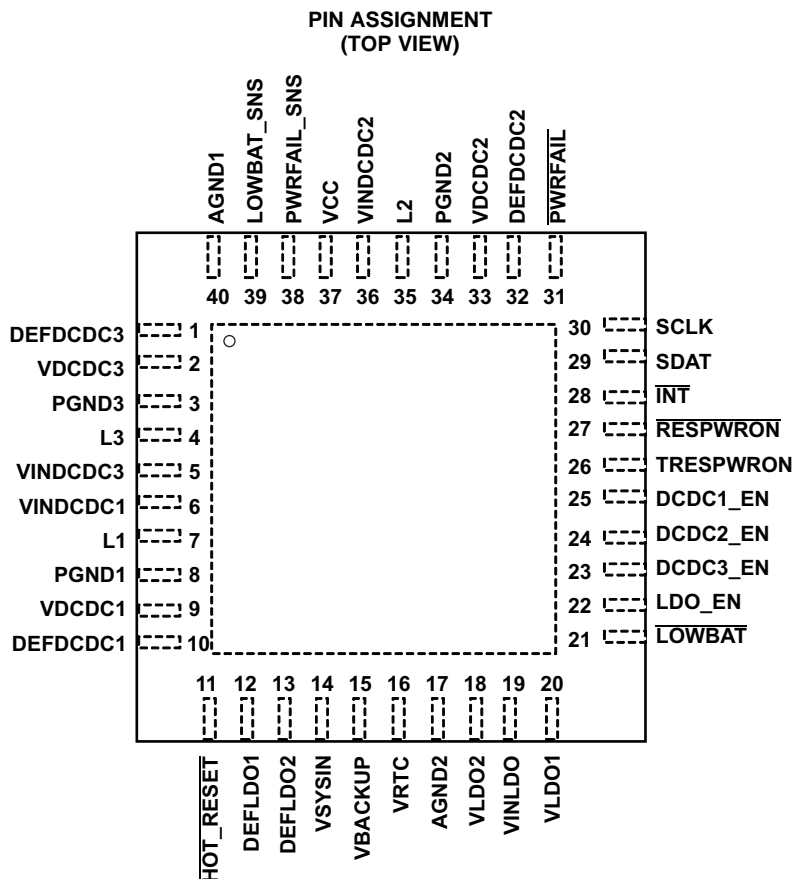 PIN ASSIGNMENT
(TOP VIEW)
AGND1
LOWBAT_SNS
PWRFAIL_SNS
VCC
VINDCDC2
L2
PGND2
VDCDC2
DEFDCDC2
PWRFAIL
40 39 38 37 36 35 34 33 32 31
DEFDCDC3 1
VDCDC3 2
PGND3 3
L3 4
VINDCDC3 5
VINDCDC1 6
L1 7
PGND1 8
VDCDC1 9
DEFDCDC1 10
30 SCLK
29 SDAT
28 INT
27 RESPWRON
26 TRESPWRON
25 DCDC1_EN
24 DCDC2_EN
23 DCDC3_EN
22 LDO_EN
21 LOWBAT
11 12 13 14 15 16 17 18 19 20
HOT_RESET
DEFLDO1
DEFLDO2
VSYSIN
VBACKUP
VRTC
AGND2
VLDO2
VINLDO
VLDO1